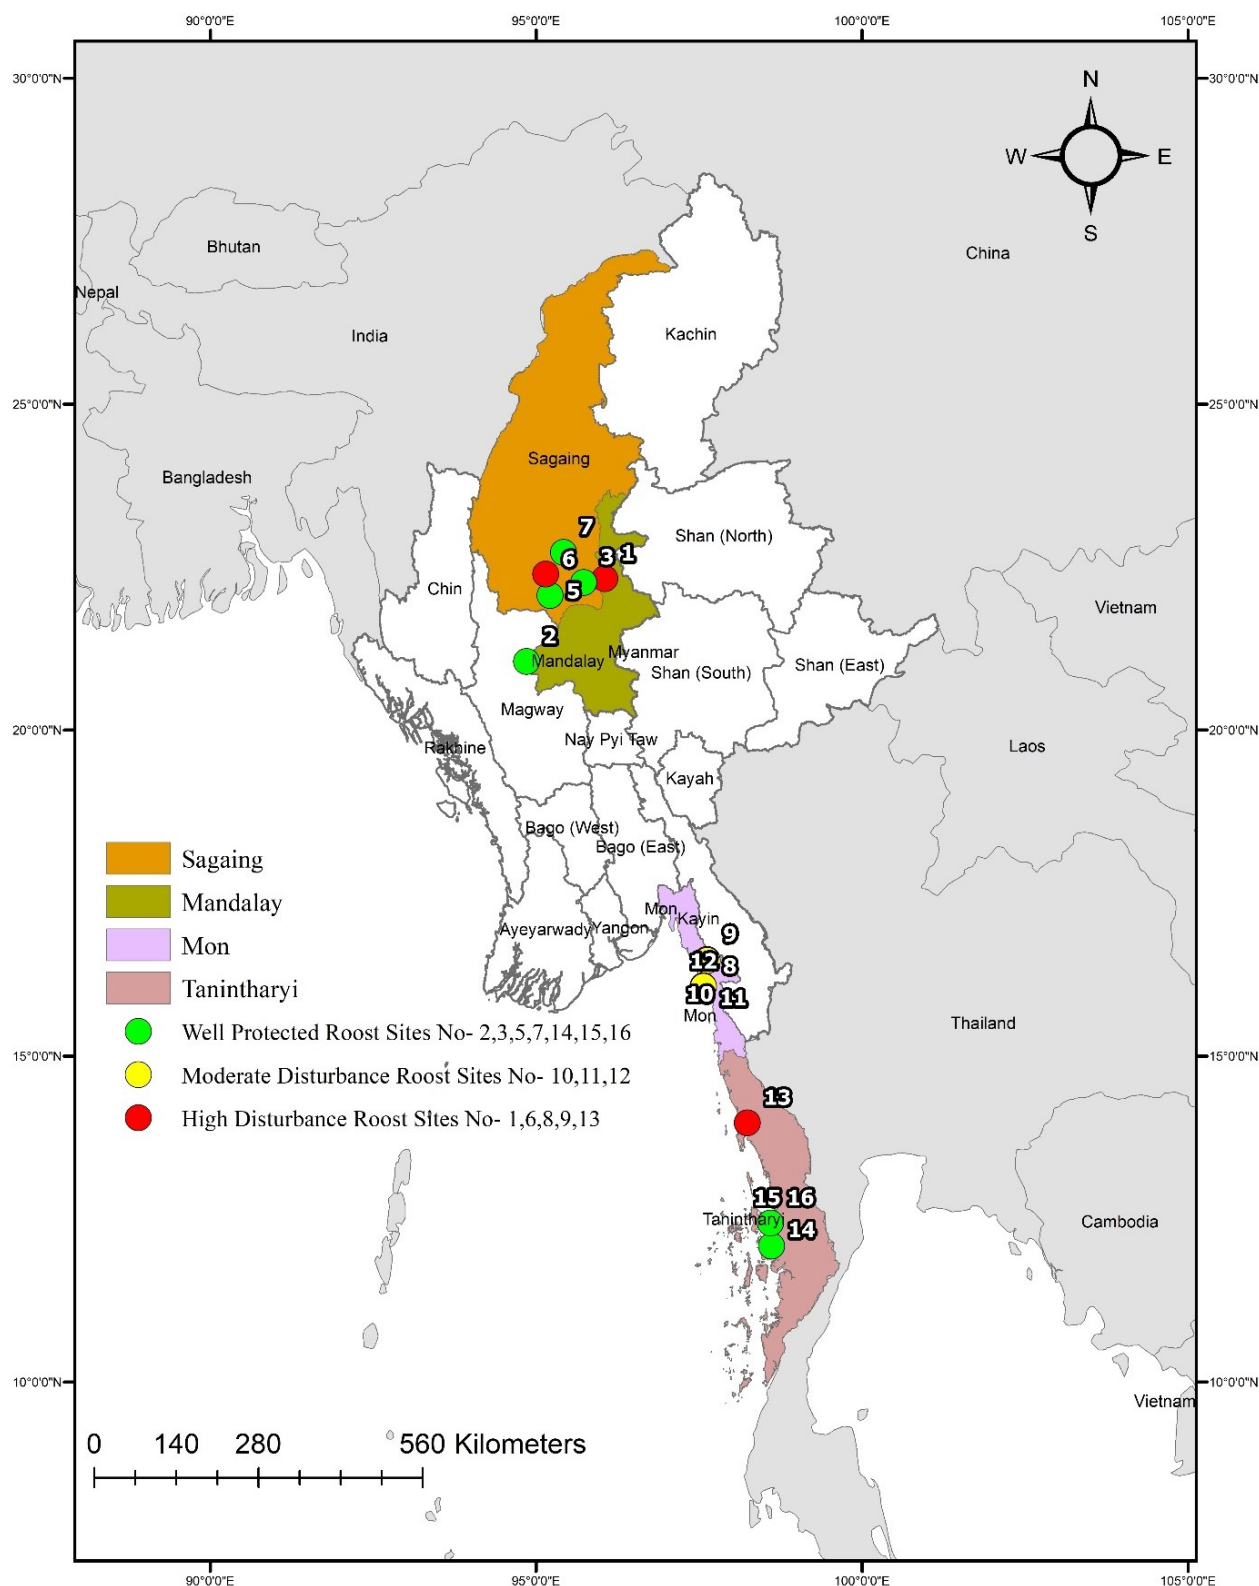 90°0'0"E 95°0'0"E 100°0'0"E 105°0'0"E
30°0'0"N 30°0'0"N
N
W E
S
Bhutan
China
Nepal
India
Kachin
25°0'0"N 25°0'0"N
Sagaing
Bangladesh
7
Shan (North)
6 3 1
Chin
5
Vietnam
2
Mandalay Myanmar
Shan (South) Shan (East)
Magway
20°0'0"N 20°0'0"N
Nay Pyi Taw
Rakhine
Laos
Kayah
Bago (West)
Bago (East)
Sagaing
Mandalay
Mon Kayin
Ayeyarwady Yangon
9
Mon
12 8
Tanintharyi
10 11
Mon
Thailand
Well Protected Roost Sites No- 2,3,5,7,14,15,16
15°0'0"N 15°0'0"N
Moderate Disturbance Roost Sites No- 10,11,12
13
High Disturbance Roost Sites No- 1,6,8,9,13
15 16
Tanintharyi
14
Cambodia
10°0'0"N 10°0'0"N
Vietnam
0 140 280 560 Kilometers
90°0'0"E 95°0'0"E 100°0'0"E 105°0'0"E